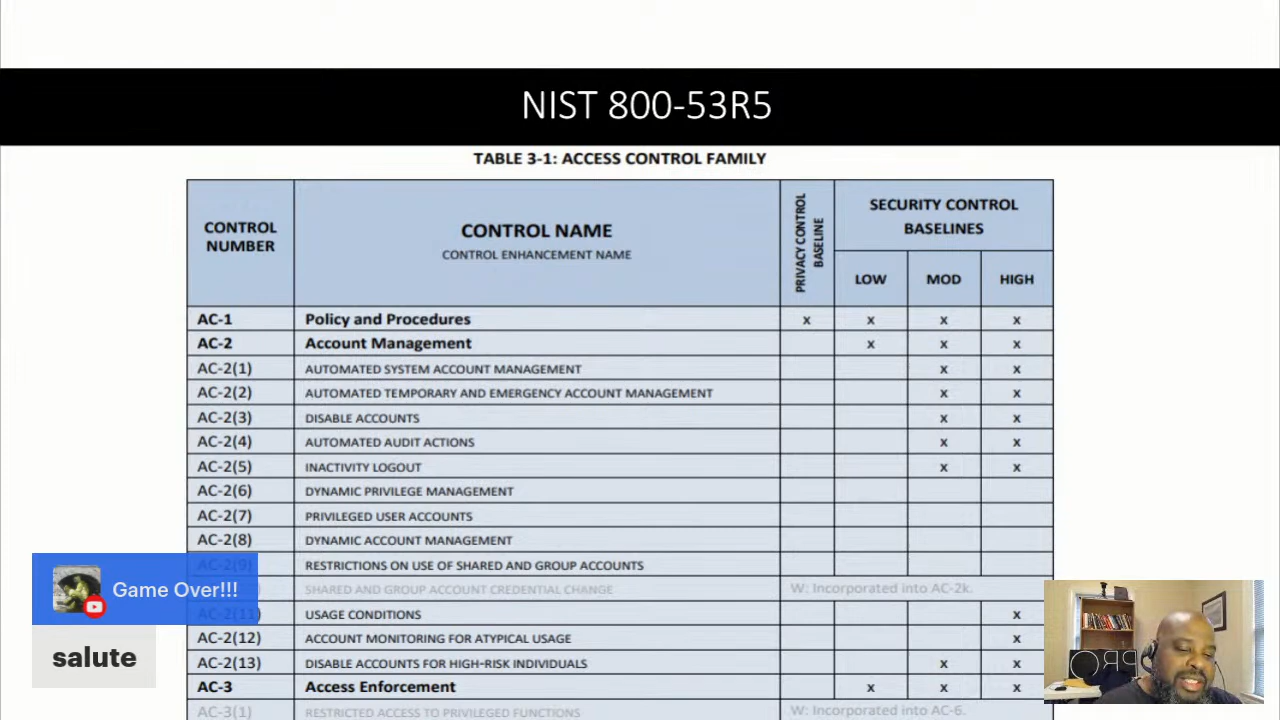 NIST 800-53R5
TABLE 3-1: ACCESS CONTROL FAMILY
CONTROL NUMBER
CONTROL NAME
CONTROL ENHANCEMENT NAME
PRIVACY CONTROL BASELINE
SECURITY CONTROL BASELINES
LOW MOD HIGH
AC-1 Policy and Procedures x x x x
AC-2 Account Management x x x
AC-2(1) AUTOMATED SYSTEM ACCOUNT MANAGEMENT x x
AC-2(2) AUTOMATED TEMPORARY AND EMERGENCY ACCOUNT MANAGEMENT x x
AC-2(3) DISABLE ACCOUNTS x x
AC-2(4) AUTOMATED AUDIT ACTIONS x x
AC-2(5) INACTIVITY LOGOUT x x
AC-2(6) DYNAMIC PRIVILEGE MANAGEMENT
AC-2(7) PRIVILEGED USER ACCOUNTS
AC-2(8) DYNAMIC ACCOUNT MANAGEMENT
AC-2(9) RESTRICTIONS ON USE OF SHARED AND GROUP ACCOUNTS
SHARED AND GROUP ACCOUNT CREDENTIAL CHANGE W: Incorporated into AC-2k.
AC-2(11) USAGE CONDITIONS x
AC-2(12) ACCOUNT MONITORING FOR ATYPICAL USAGE x
AC-2(13) DISABLE ACCOUNTS FOR HIGH-RISK INDIVIDUALS x x
AC-3 Access Enforcement x x x
AC-3(1) RESTRICTED ACCESS TO PRIVILEGED FUNCTIONS W: Incorporated into AC-6.
Game Over!!!
salute